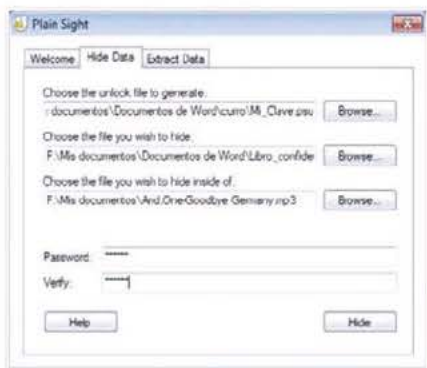 Plain Sight
Welcome Hide Data Extract Data
Choose the unlock file to generate.
documentos\Documentos de Word\curro\Mi_Clave.psu Browse...
Choose the file you wish to hide.
F:\Mis documentos\Documentos de Word\Libro_confide Browse...
Choose the file you wish to hide inside of.
F:\Mis documentos\And.One-Goodbye Germany.mp3 Browse...
Password:
Verify:
Help Hide